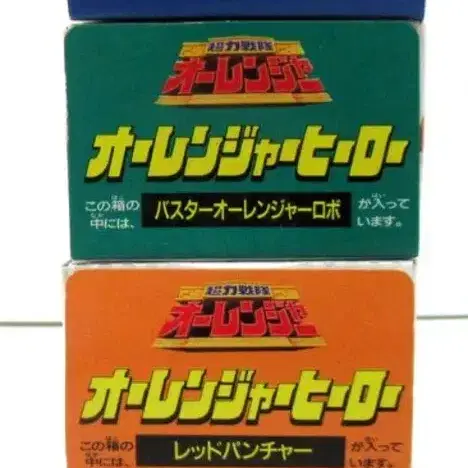 超力戦隊
オーレンジャー
オーレンジャーヒーロー
この箱の中には、 バスターオーレンジャーロボ が入っています。
超力戦隊
オーレンジャー
オーレンジャーヒーロー
この箱の中には、 レッドパンチャー が入っています。